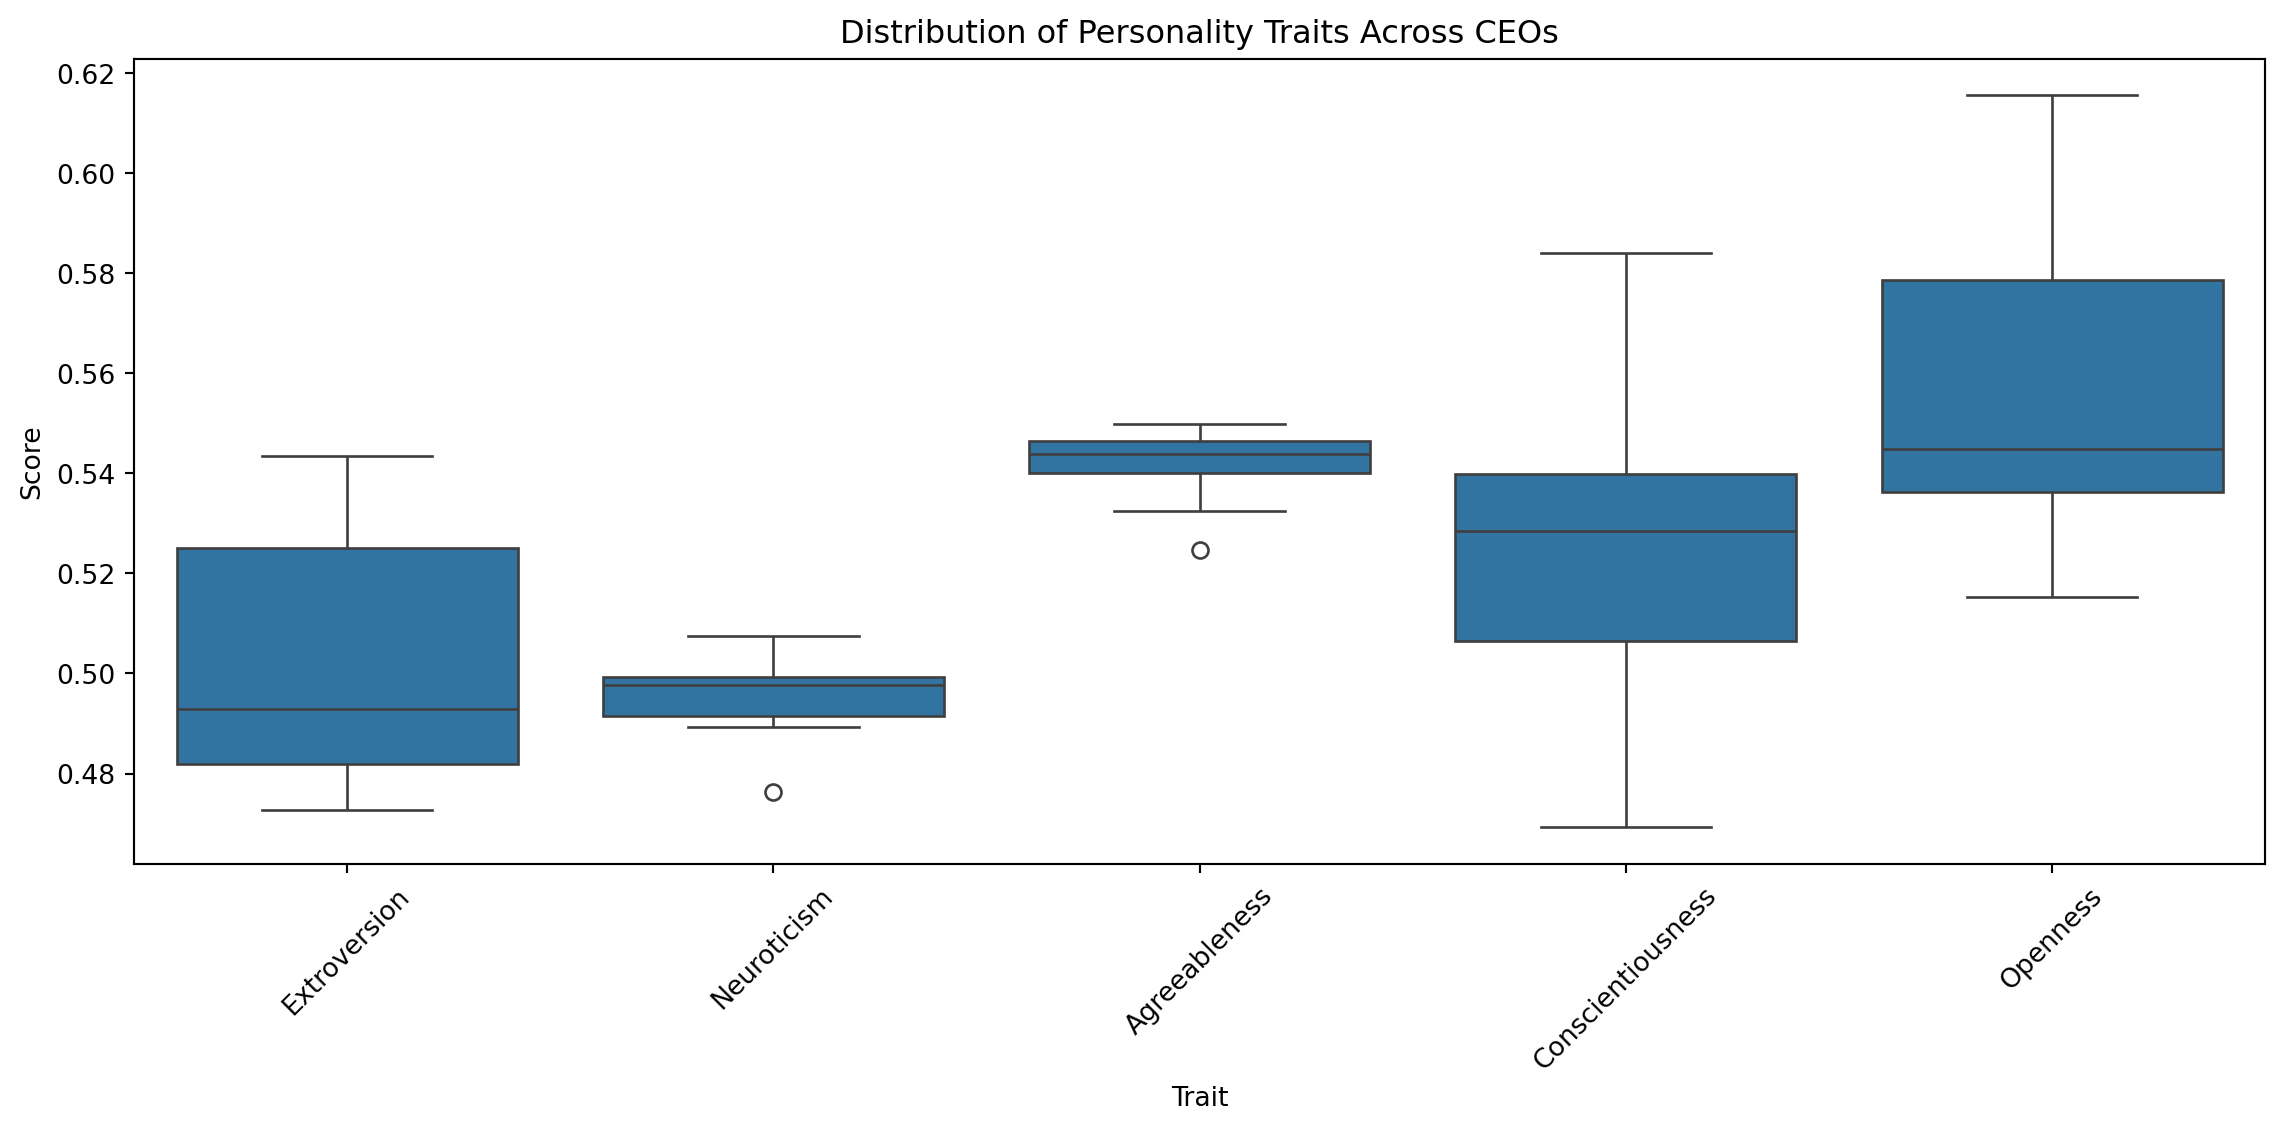 Distribution of Personality Traits Across CEOs
0.62
0.60
0.58
0.56
0.54
0.52
0.50
0.48
Score
Extroversion
Neuroticism
Agreeableness
Conscientiousness
Openness
Trait